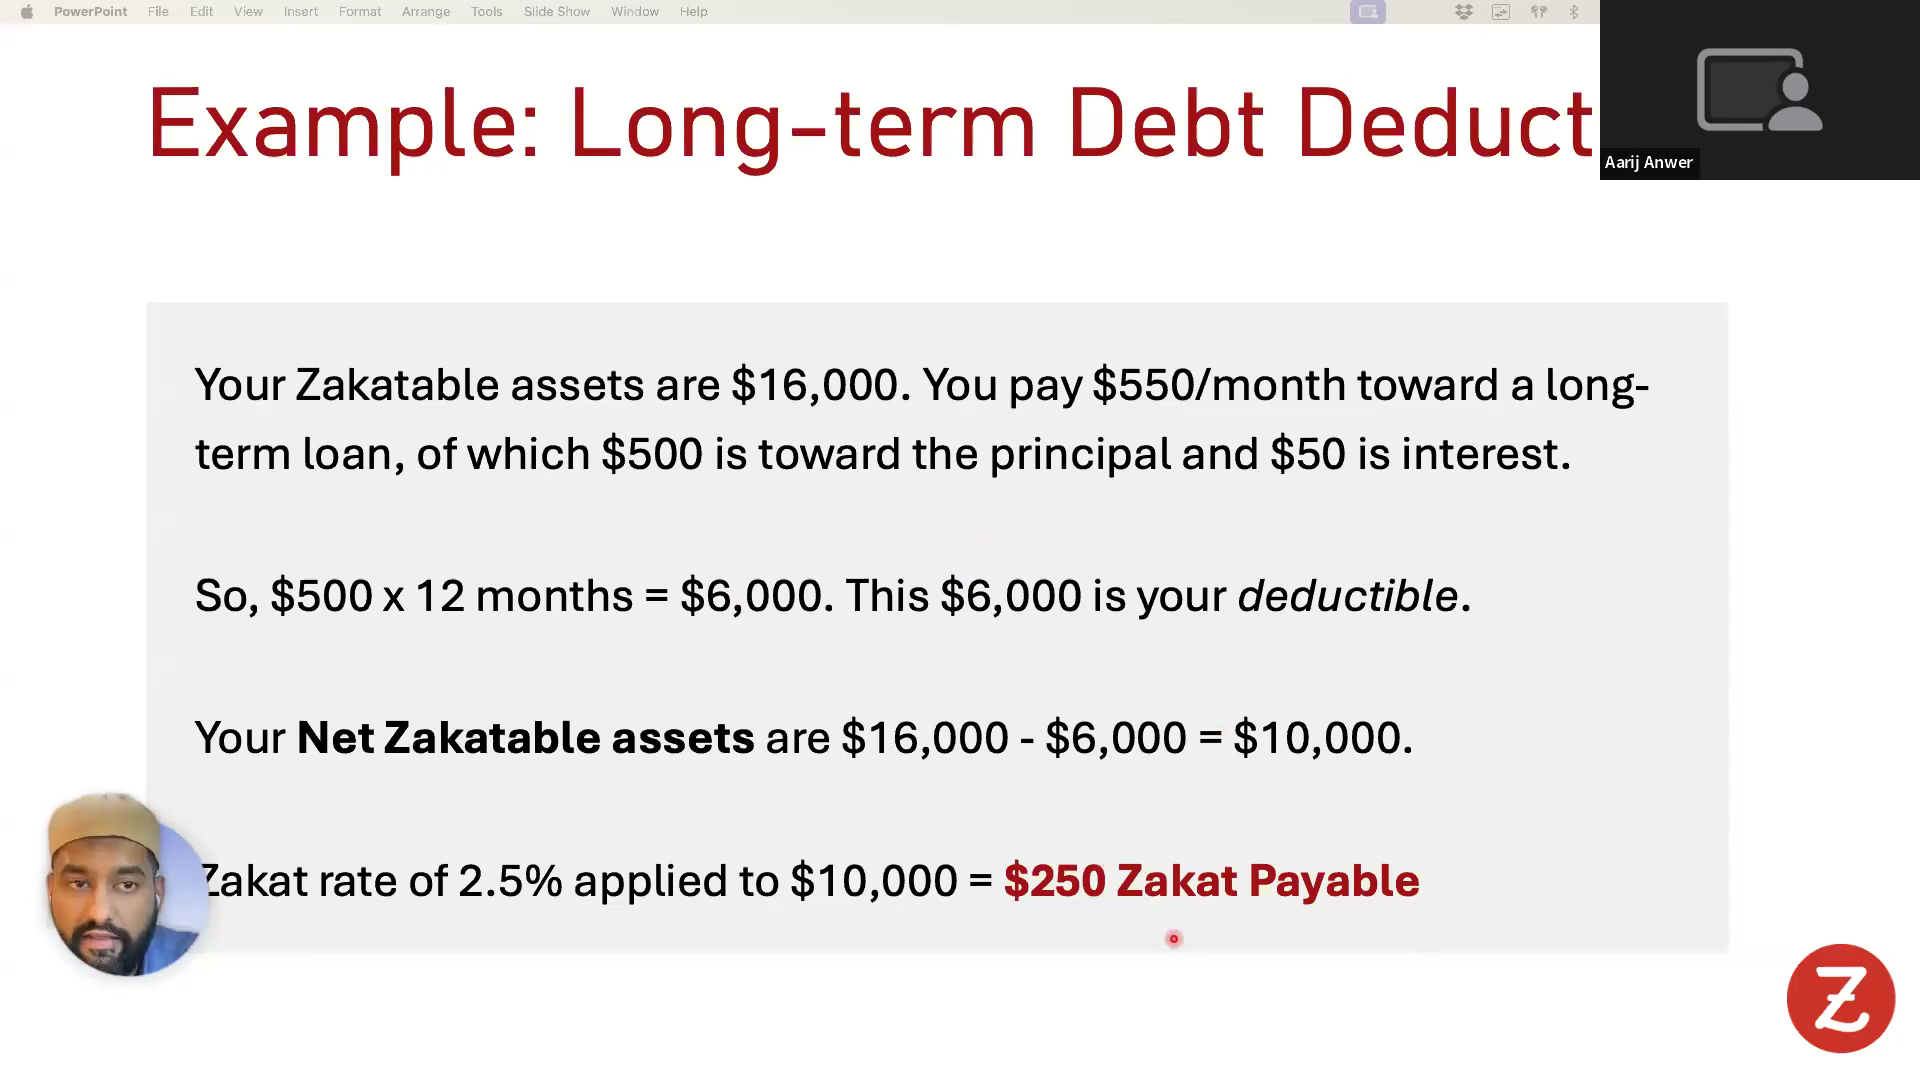 PowerPoint File Edit View Insert Format Arrange Tools Slide Show Window Help
Example: Long-term Debt Deduct
Aarij Anwer
Your Zakatable assets are $16,000. You pay $550/month toward a long-
term loan, of which $500 is toward the principal and $50 is interest.
So, $500 x 12 months = $6,000. This $6,000 is your deductible.
Your Net Zakatable assets are $16,000 - $6,000 = $10,000.
Zakat rate of 2.5% applied to $10,000 = $250 Zakat Payable
Z